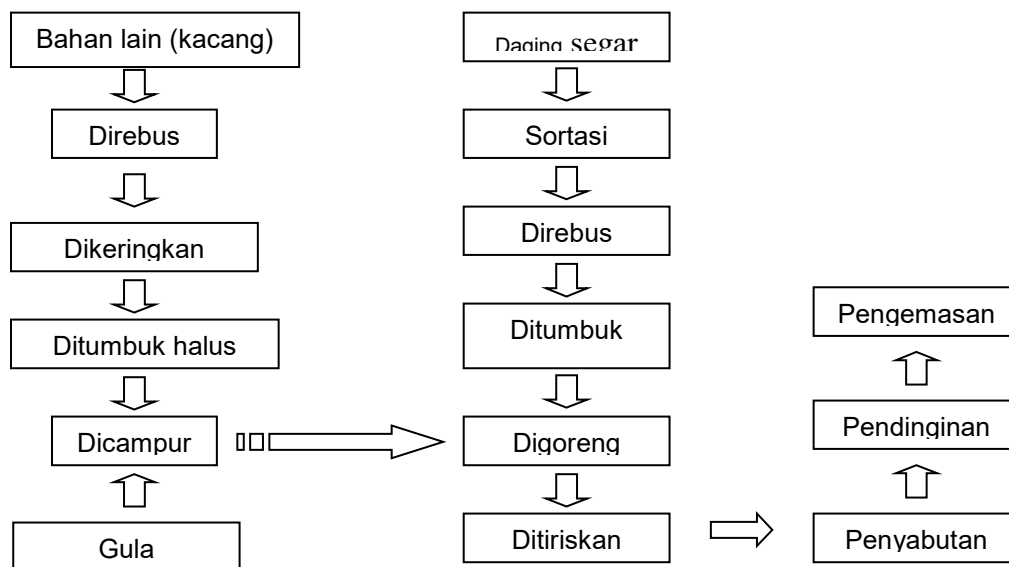 Bahan lain (kacang)
Direbus
Dikeringkan
Ditumbuk halus
Dicampur
Gula
Daging segar
Sortasi
Direbus
Ditumbuk
Digoreng
Ditiriskan
Pengemasan
Pendinginan
Penyabutan